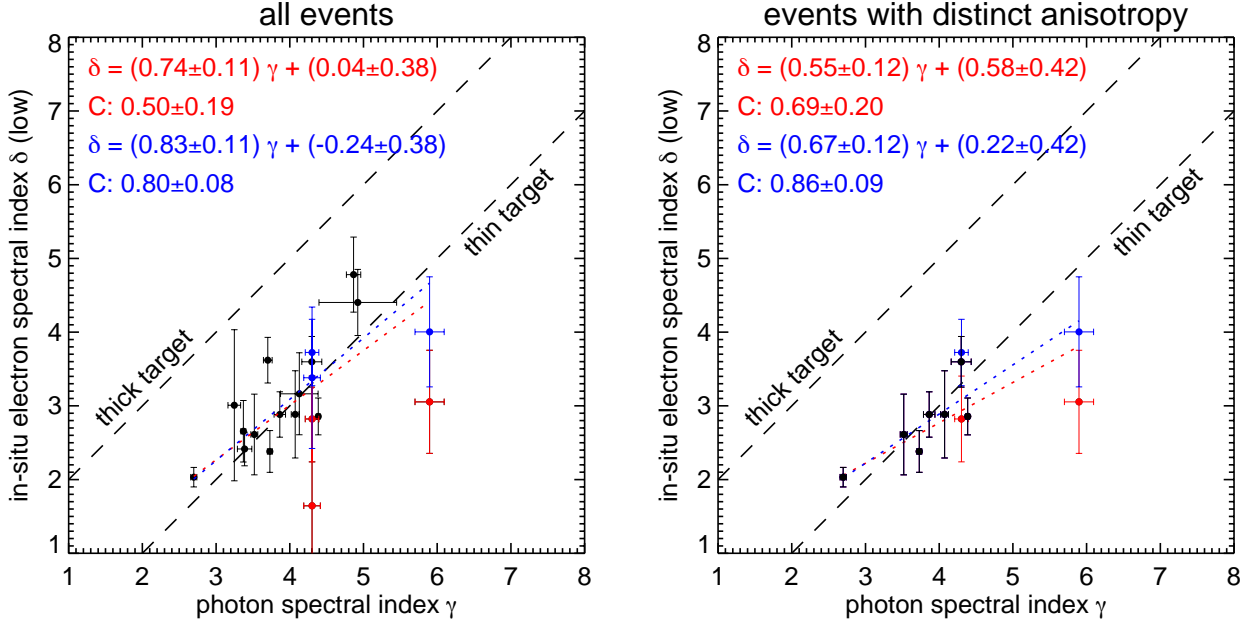 all events
δ = (0.74±0.11) γ + (0.04±0.38)
C: 0.50±0.19
δ = (0.83±0.11) γ + (-0.24±0.38)
C: 0.80±0.08
thick target
thin target
in-situ electron spectral index δ (low)
8
7
6
5
4
3
2
1
1 2 3 4 5 6 7 8
photon spectral index γ
events with distinct anisotropy
δ = (0.55±0.12) γ + (0.58±0.42)
C: 0.69±0.20
δ = (0.67±0.12) γ + (0.22±0.42)
C: 0.86±0.09
thick target
thin target
in-situ electron spectral index δ (low)
8
7
6
5
4
3
2
1
1 2 3 4 5 6 7 8
photon spectral index γ